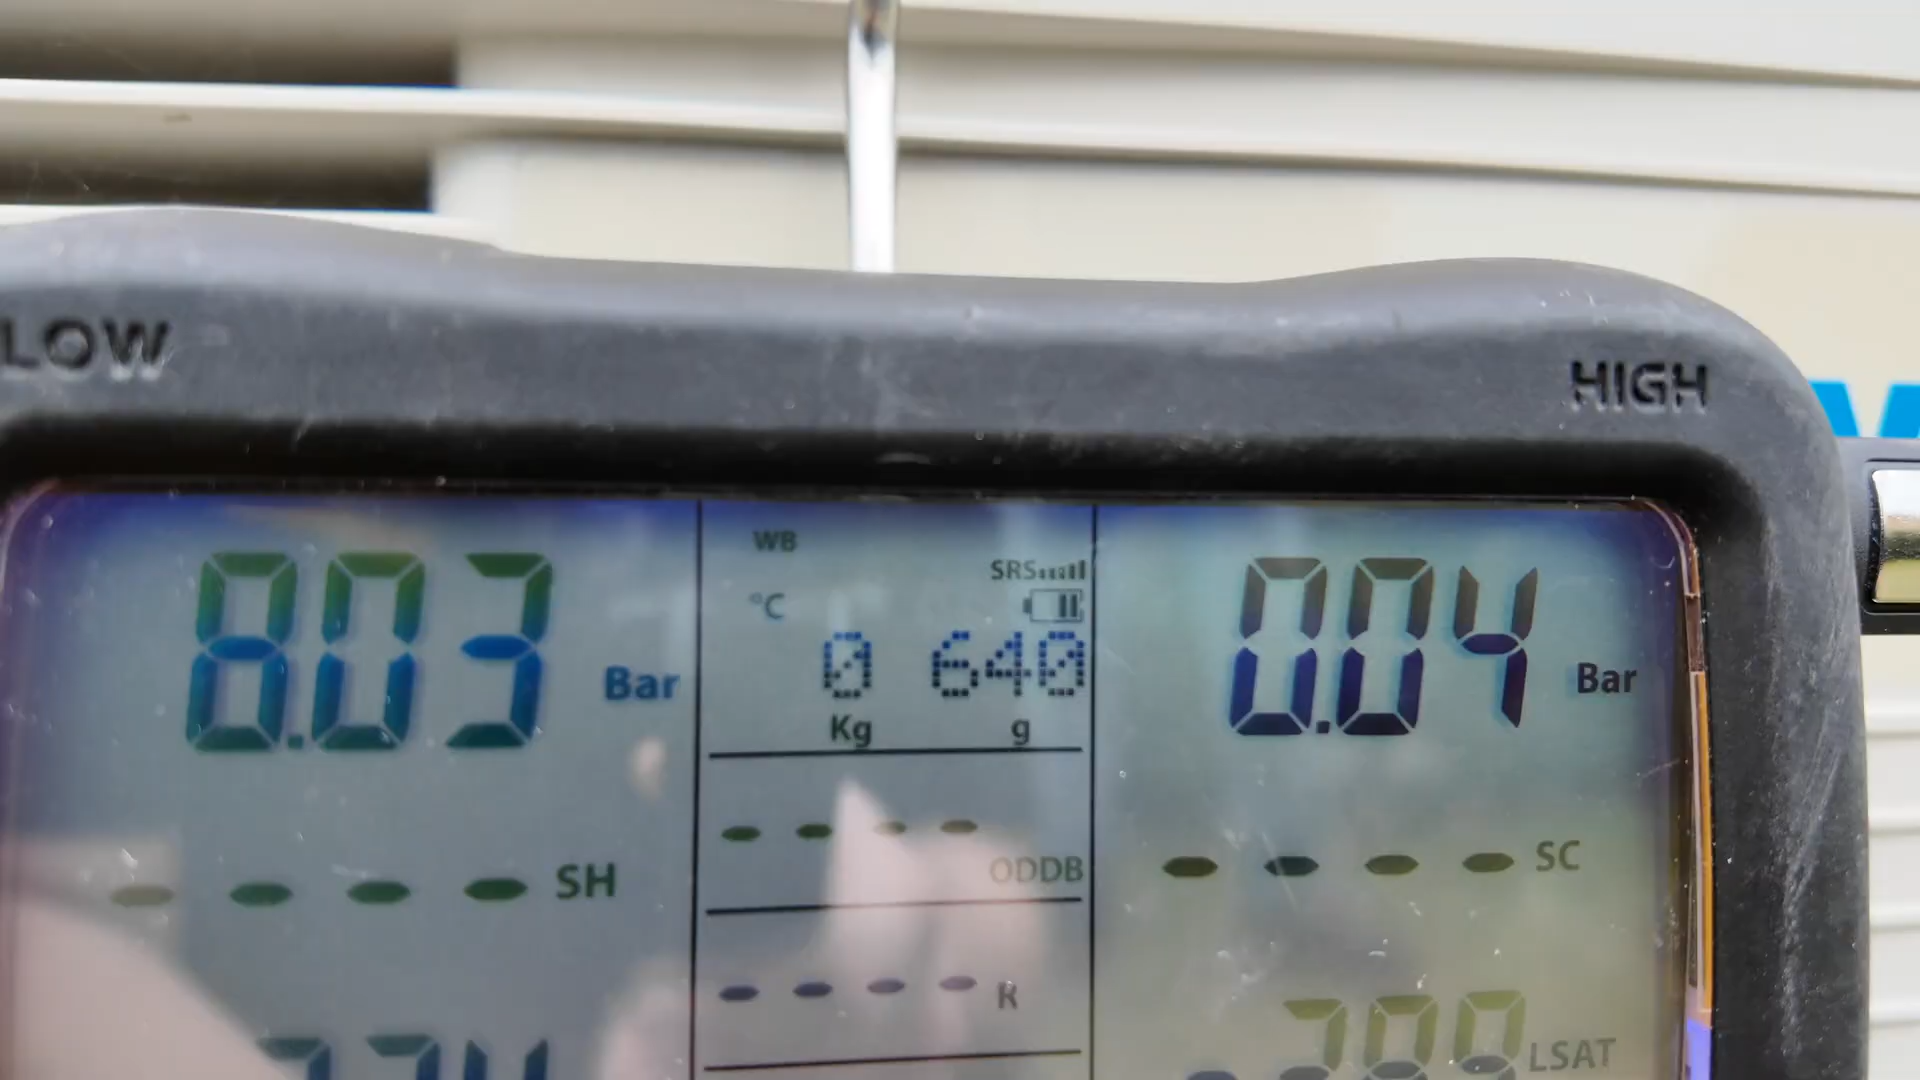 LOW
HIGH
8.03 Bar
WB
SRS
°C
0 640
Kg g
0.04 Bar
- - - - SH
- - - -
ODDB
- - - - SC
- - - - R
LSAT